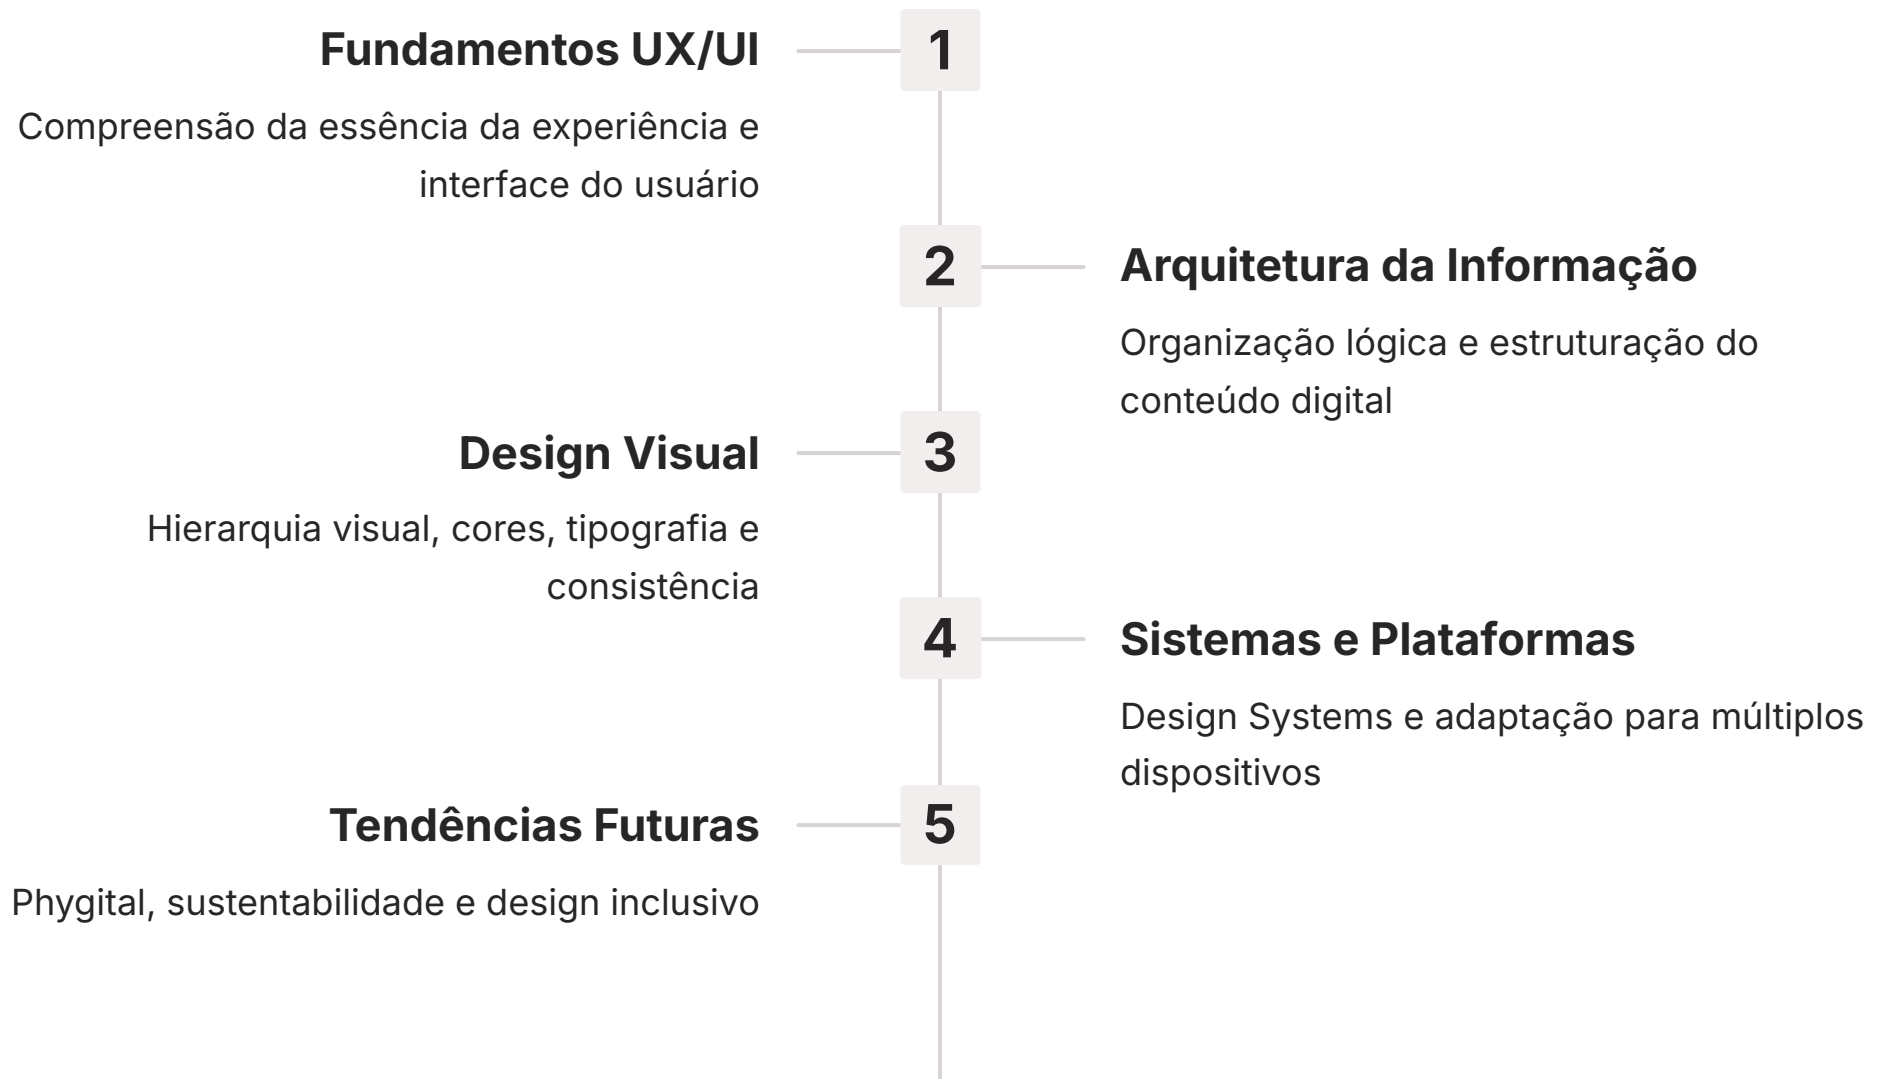 Fundamentos UX/UI
1
Compreensão da essência da experiência e
interface do usuário
2
Arquitetura da Informação
Organização lógica e estruturação do
conteúdo digital
Design Visual
3
Hierarquia visual, cores, tipografia e
consistência
4
Sistemas e Plataformas
Design Systems e adaptação para múltiplos
dispositivos
Tendências Futuras
5
Phygital, sustentabilidade e design inclusivo